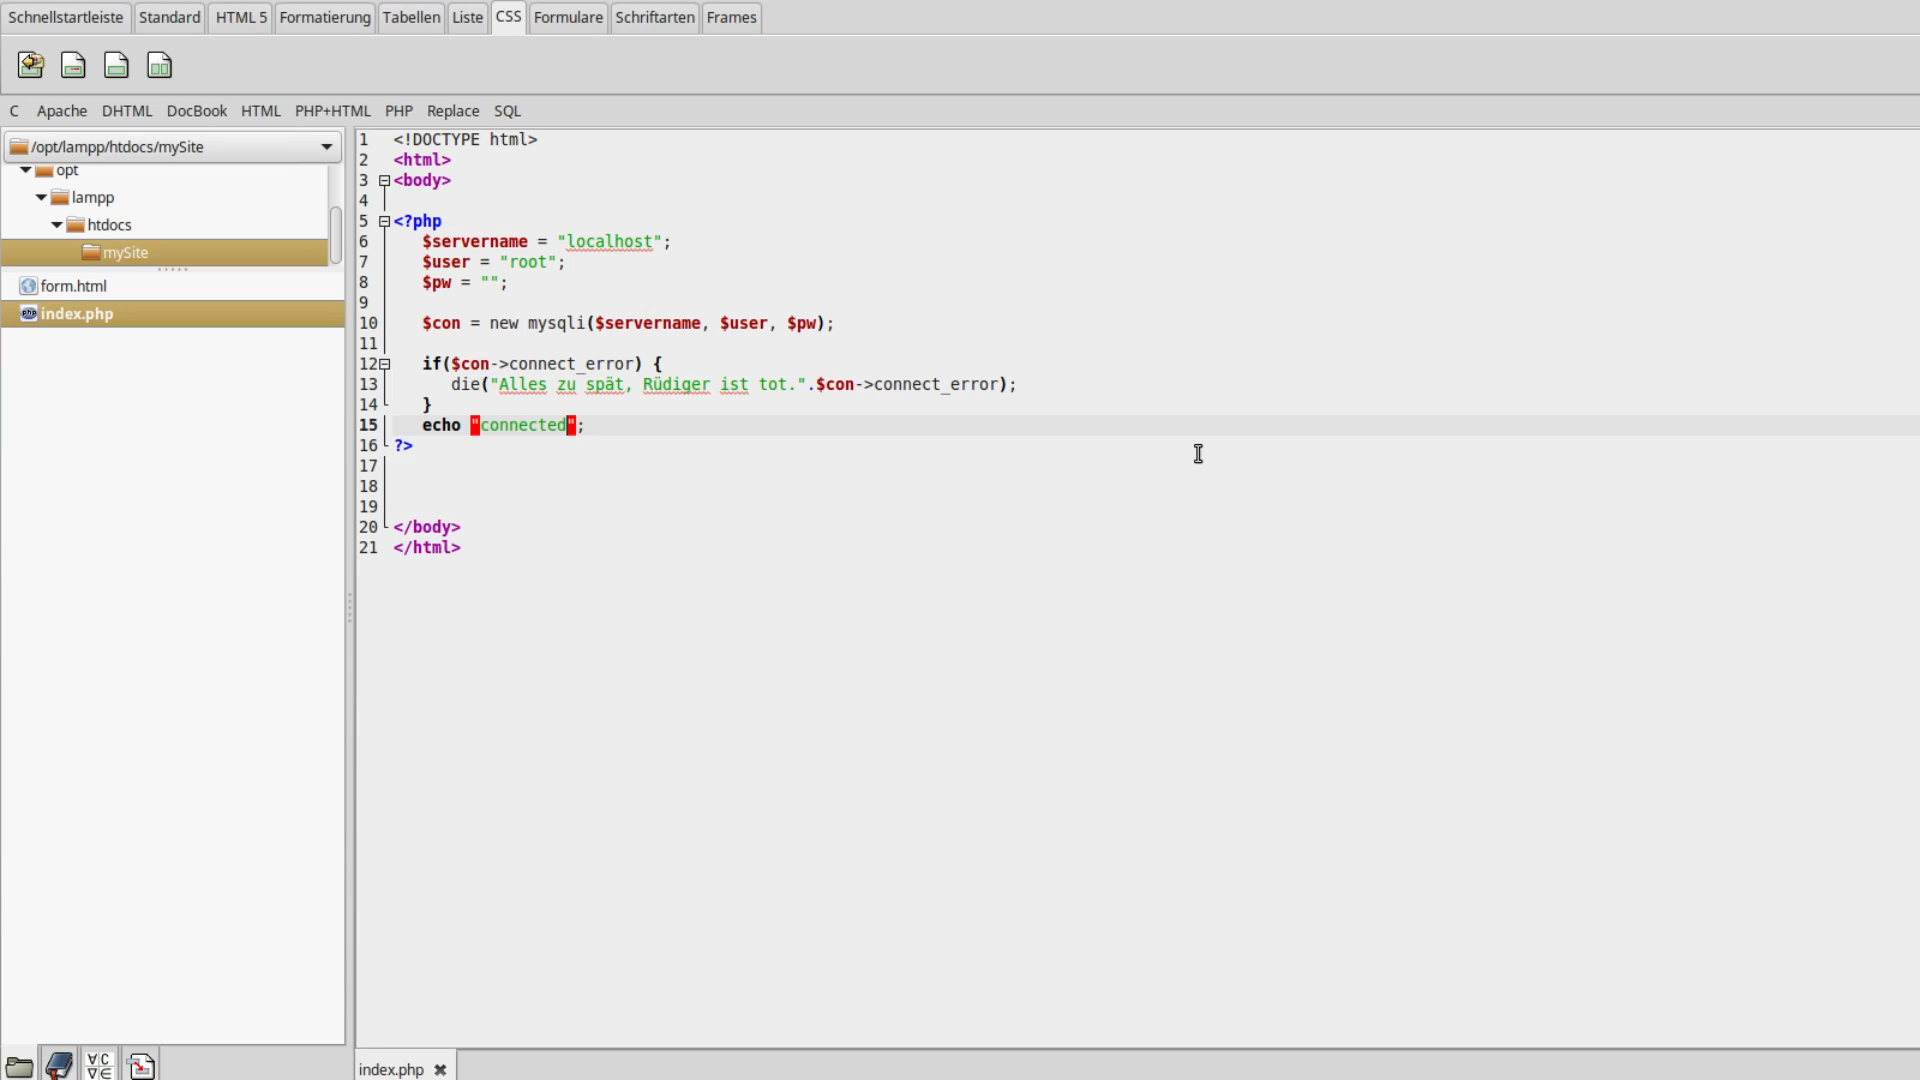 Schnellstartleiste Standard HTML 5 Formatierung Tabellen Liste CSS Formulare Schriftarten Frames
C Apache DHTML DocBook HTML PHP+HTML PHP Replace SQL
/opt/lampp/htdocs/mySite
opt
lampp
htdocs
mySite
form.html
index.php
1 <!DOCTYPE html>
2 <html>
3 <body>
4
5 <?php
6 $servername = "localhost";
7 $user = "root";
8 $pw = "";
9
10 $con = new mysqli($servername, $user, $pw);
11
12 if($con->connect_error) {
13 die("Alles zu spät, Rüdiger ist tot.".$con->connect_error);
14 }
15 echo "connected";
16 ?>
17
18
19
20 </body>
21 </html>
index.php